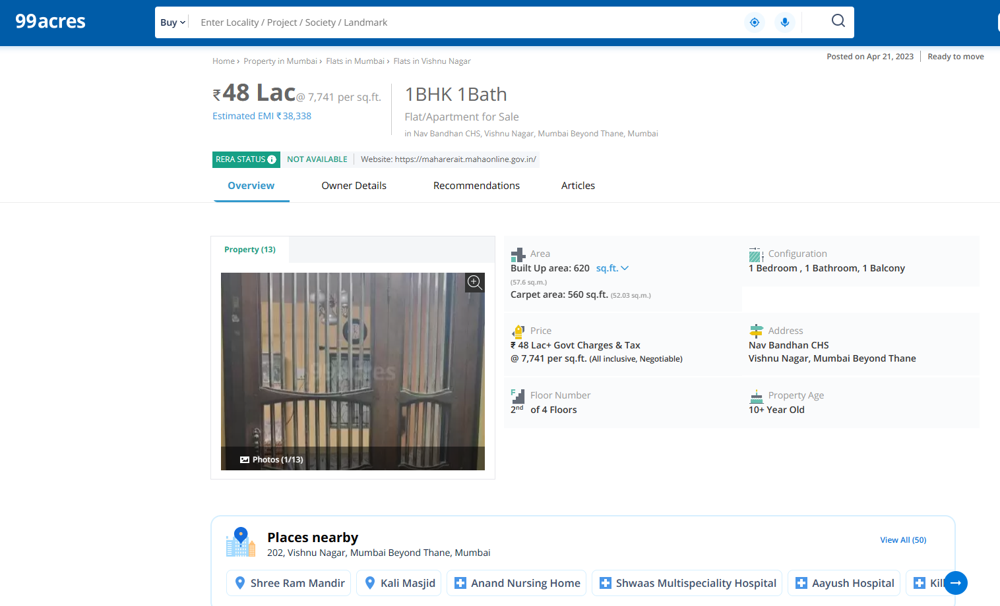 99acres
Buy
Enter Locality / Project / Society / Landmark
Home › Property in Mumbai › Flats in Mumbai › Flats in Vishnu Nagar
Posted on Apr 21, 2023 | Ready to move
₹48 Lac @ 7,741 per sq.ft.
Estimated EMI ₹ 38,338
1BHK 1Bath
Flat/Apartment for Sale
in Nav Bandhan CHS, Vishnu Nagar, Mumbai Beyond Thane, Mumbai
RERA STATUS i NOT AVAILABLE | Website: https://maharerait.mahaonline.gov.in/
Overview
Owner Details
Recommendations
Articles
Property (13)
99acres
Photos (1/13)
Area
Built Up area: 620 sq.ft.
(57.6 sq.m.)
Carpet area: 560 sq.ft. (52.03 sq.m.)
Configuration
1 Bedroom , 1 Bathroom, 1 Balcony
Price
₹ 48 Lac+ Govt Charges & Tax
@ 7,741 per sq.ft. (All inclusive, Negotiable)
Address
Nav Bandhan CHS
Vishnu Nagar, Mumbai Beyond Thane
F
Floor Number
2nd of 4 Floors
Property Age
10+ Year Old
Places nearby
202, Vishnu Nagar, Mumbai Beyond Thane, Mumbai
View All (50)
Shree Ram Mandir
Kali Masjid
Anand Nursing Home
Shwaas Multispeciality Hospital
Aayush Hospital